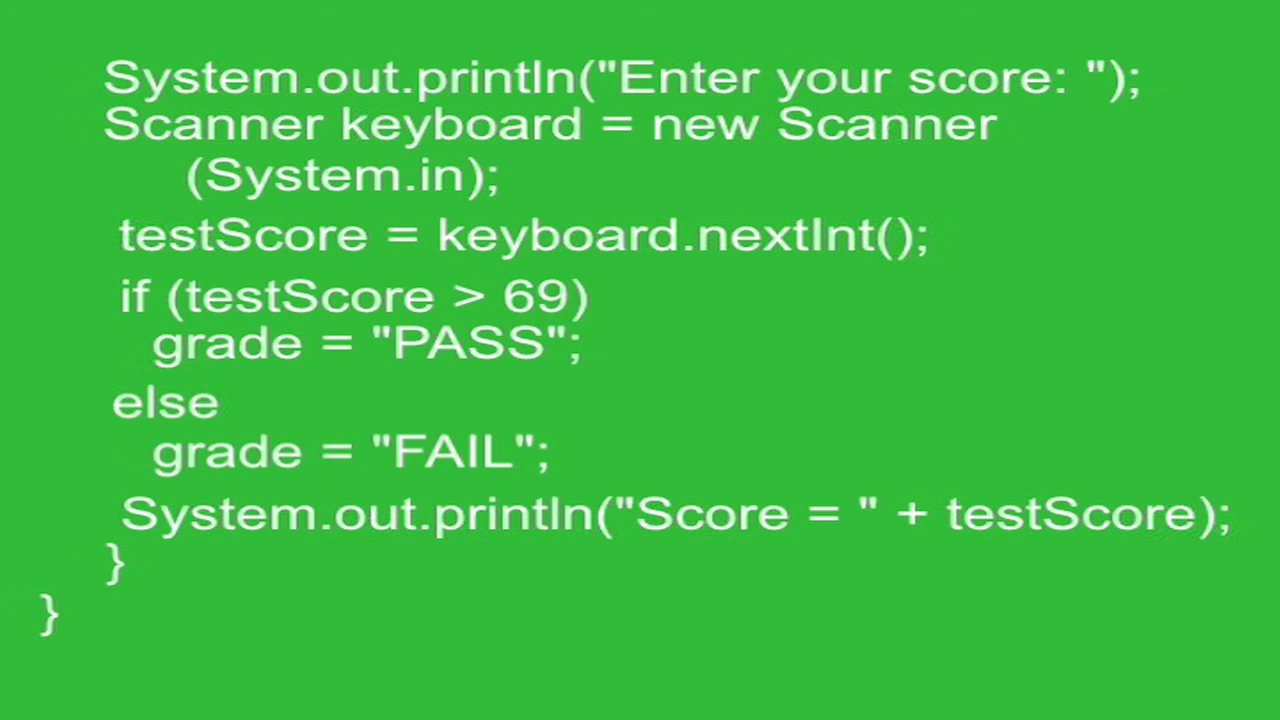 System.out.println("Enter your score: ");
Scanner keyboard = new Scanner
(System.in);
testScore = keyboard.nextInt();
if (testScore > 69)
grade = "PASS";
else
grade = "FAIL";
System.out.println("Score = " + testScore);
}
}